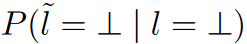 P(l̃ = ⊥ | l = ⊥)